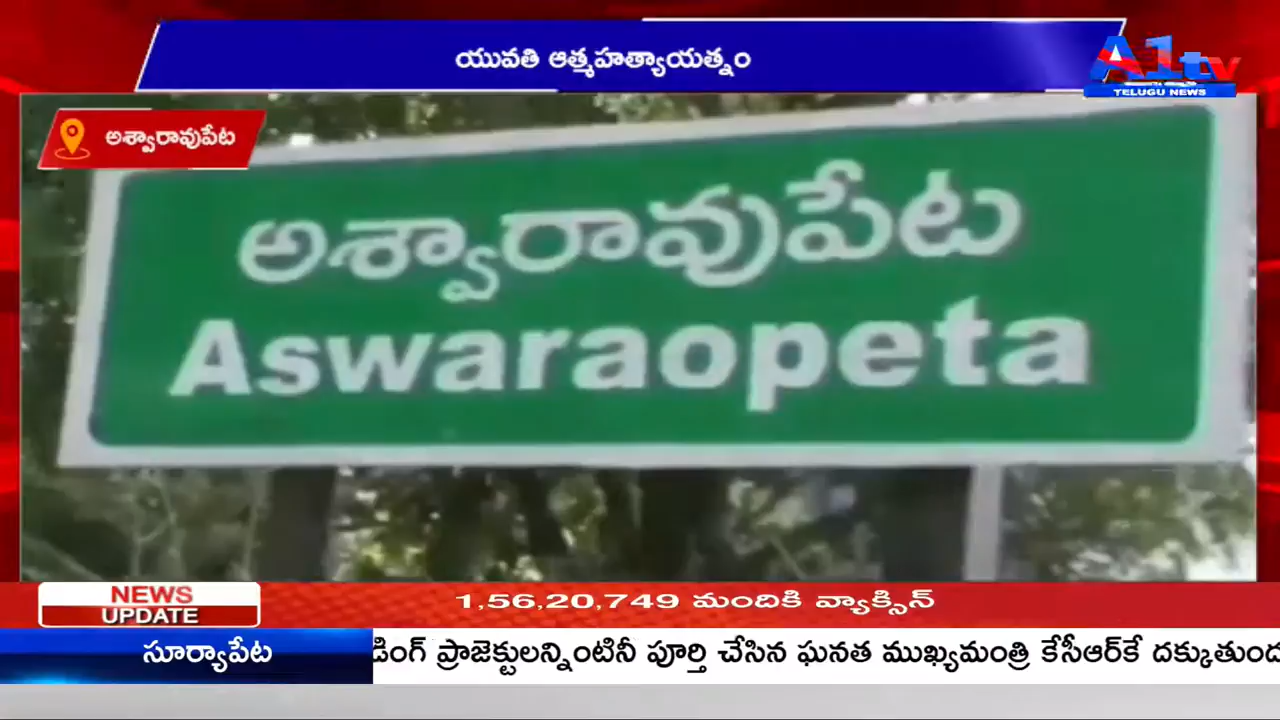 యువతి ఆత్మహత్యాయత్నం
A1tv
TELUGU NEWS
అశ్వారావుపేట
అశ్వారావుపేట
Aswaraopeta
NEWS
UPDATE
1,56,20,749 మందికి వ్యాక్సిన్
సూర్యాపేట
డింగ్ ప్రాజెక్టులన్నింటినీ పూర్తి చేసిన ఘనత ముఖ్యమంత్రి కేసీఆర్‌కే దక్కుతుంద